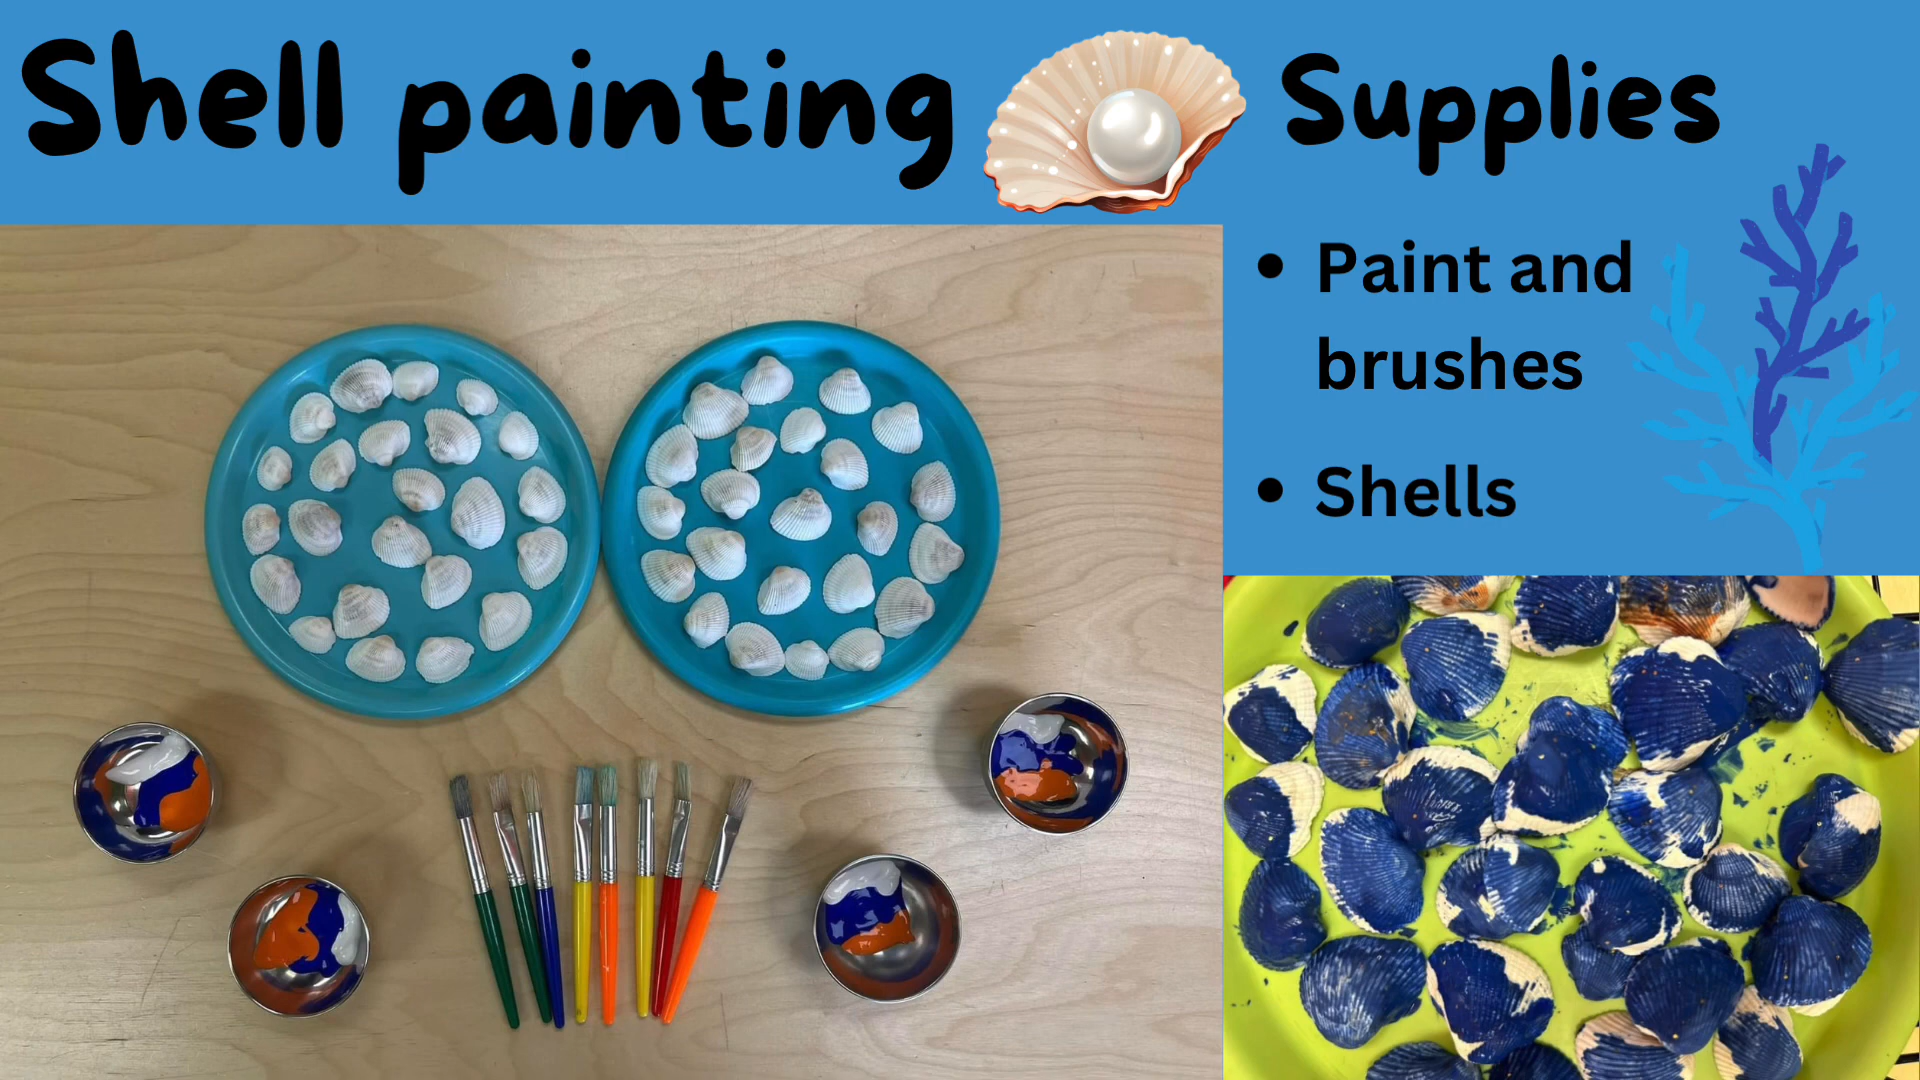 Shell painting
Supplies
• Paint and
brushes
• Shells